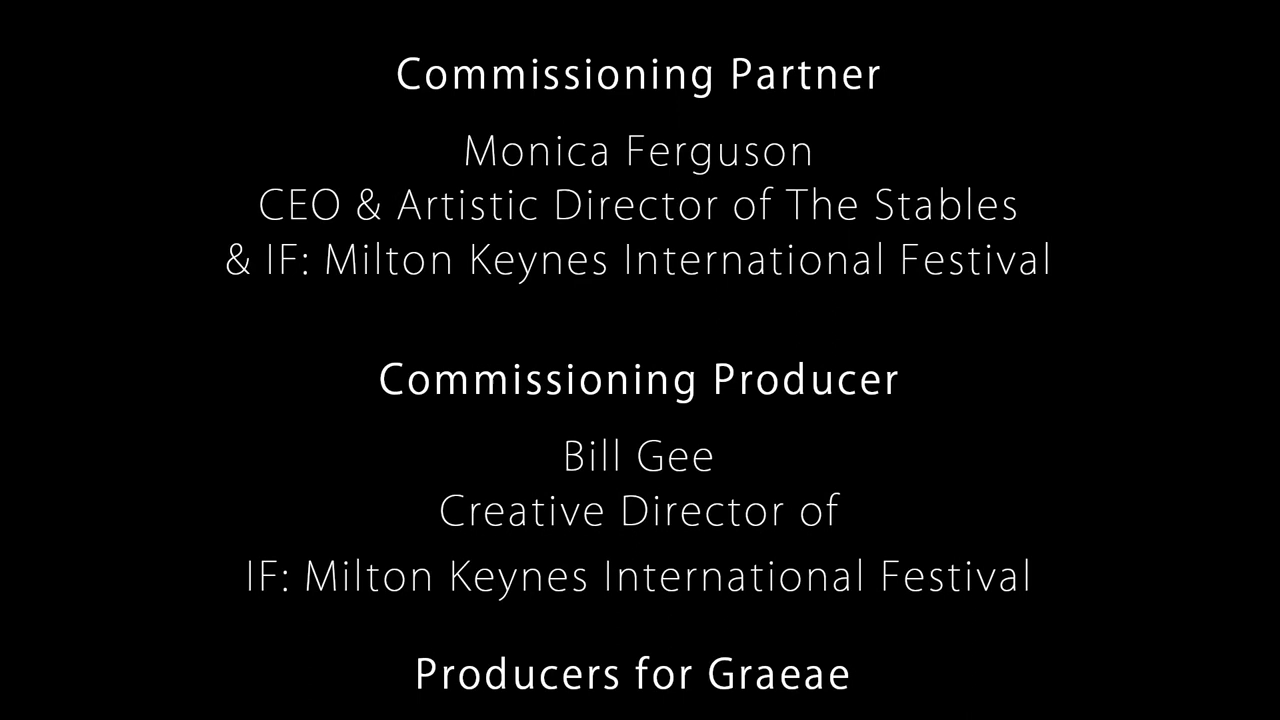 Commissioning Partner
Monica Ferguson
CEO & Artistic Director of The Stables
& IF: Milton Keynes International Festival
Commissioning Producer
Bill Gee
Creative Director of
IF: Milton Keynes International Festival
Producers for Graeae